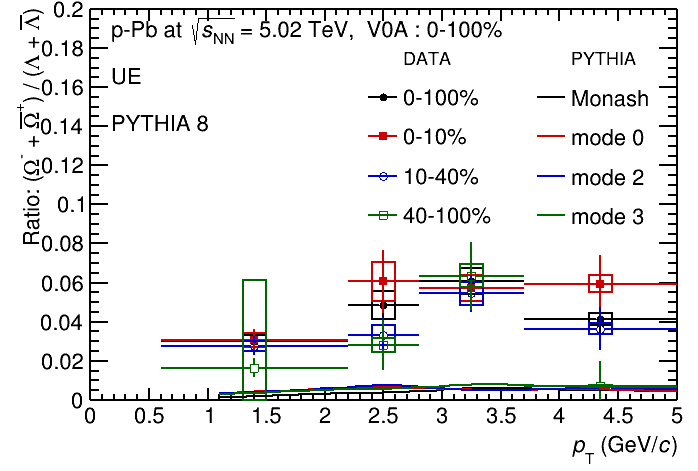 p-Pb at √sNN = 5.02 TeV, V0A : 0-100%
UE
PYTHIA 8
DATA PYTHIA
0-100% Monash
0-10% mode 0
10-40% mode 2
40-100% mode 3
Ratio: (Ω⁻ + Ω̅⁺) / (Λ + Λ̅)
0.2
0.18
0.16
0.14
0.12
0.1
0.08
0.06
0.04
0.02
0
0 0.5 1 1.5 2 2.5 3 3.5 4 4.5 5
pT (GeV/c)